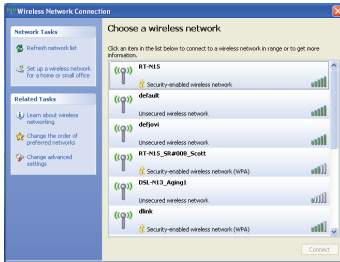 Wireless Network Connection
Network Tasks
Refresh network list
Set up a wireless network
for a home or small office
Related Tasks
Learn about wireless
networking
Change the order of
preferred networks
Change advanced
settings
Choose a wireless network
Click an item in the list below to connect to a wireless network in range or to get more
information.
RT-N15
Security-enabled wireless network
default
Unsecured wireless network
defjovi
Unsecured wireless network
RT-N15_SR#008_Scott
Security-enabled wireless network (WPA)
DSL-N13_Aging1
Unsecured wireless network
dlink
Security-enabled wireless network (WPA)
Connect